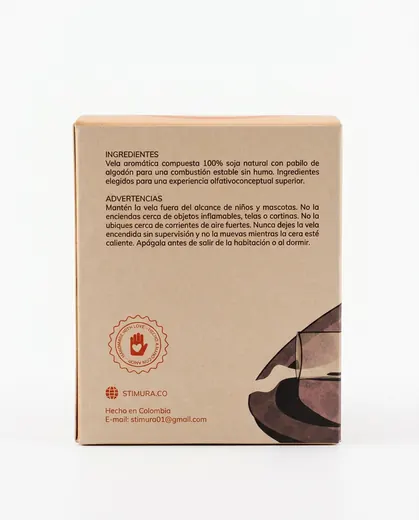 INGREDIENTES
Vela aromática compuesta 100% soja natural con pabilo de
algodón para una combustión estable sin humo. Ingredientes
elegidos para una experiencia olfativoconceptual superior.
ADVERTENCIAS
Mantén la vela fuera del alcance de niños y mascotas. No la
enciendas cerca de objetos inflamables, telas o cortinas. No la
ubiques cerca de corrientes de aire fuertes. Nunca dejes la vela
encendida sin supervisión y no la muevas mientras la cera esté
caliente. Apágala antes de salir de la habitación o al dormir.
STIMURA.CO
Hecho en Colombia
E-mail: stimura01@gmail.com